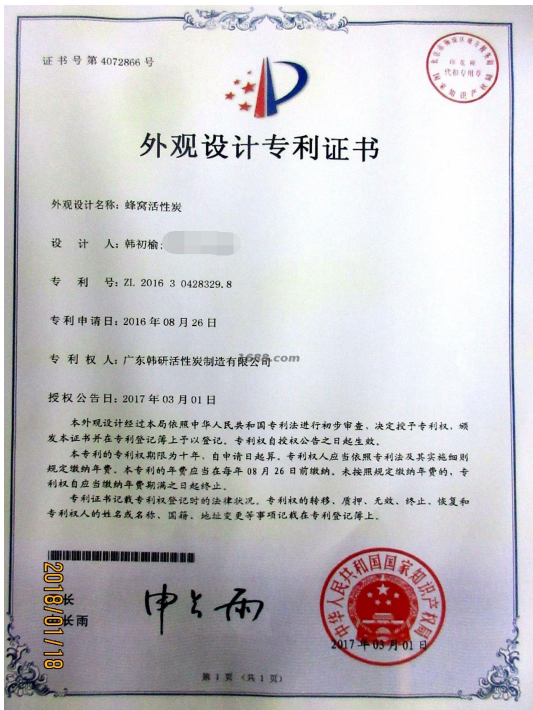 证书号第4072866号
外观设计专利证书
外观设计名称：蜂窝活性炭
设 计 人：韩初榆;
专 利 号：ZL 2016 3 0428329.8
专利申请日：2016年08月26日
专 利 权 人：广东韩研活性炭制造有限公司
1688.com
授权公告日：2017年03月01日
本外观设计经过本局依照中华人民共和国专利法进行初步审查，决定授予专利权，颁
发本证书并在专利登记簿上予以登记。专利权自授权公告之日起生效。
本专利的专利权期限为十年，自申请日起算。专利权人应当依照专利法及其实施细则
规定缴纳年费。本专利的年费应当在每年08月26日前缴纳。未按照规定缴纳年费的，专
利权自应当缴纳年费期满之日起终止。
专利证书记载专利权登记时的法律状况。专利权的转移、质押、无效、终止、恢复和
专利权人的姓名或名称、国籍、地址变更等事项记载在专利登记簿上。
长
长雨
申长雨
中华人民共和国国家知识产权局
2017年03月01日
2018/01/18
第1页（共1页）